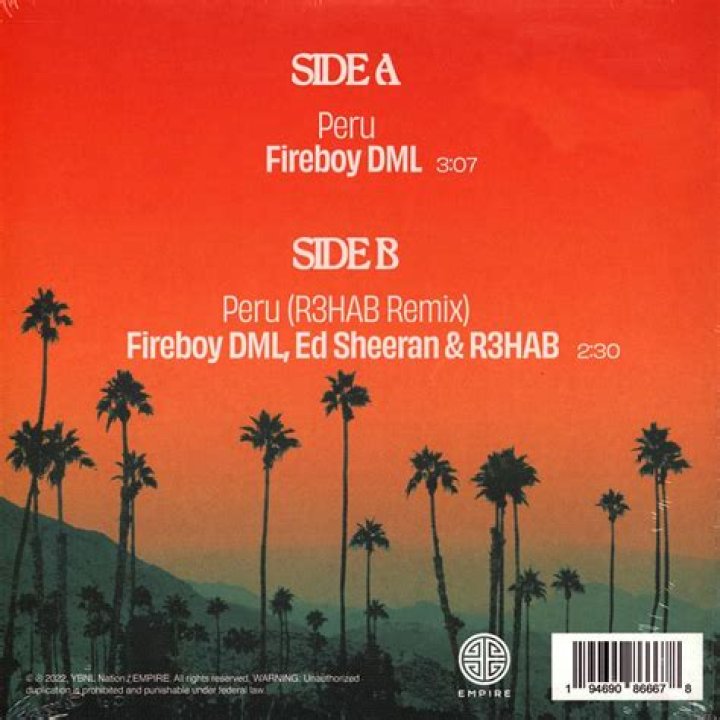 SIDE A
Peru
Fireboy DML 3:07
SIDE B
Peru (R3HAB Remix)
Fireboy DML, Ed Sheeran & R3HAB 2:30
© ℗ 2022, YBNL Nation / EMPIRE. All rights reserved. WARNING: Unauthorized
duplication is prohibited and punishable under federal law.
EMPIRE
1 94690 86667 8